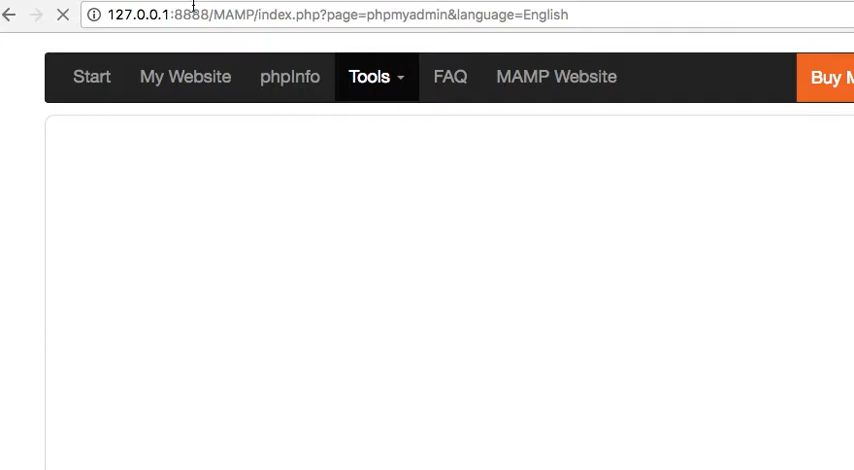 127.0.0.1:8888/MAMP/index.php?page=phpmyadmin&language=English
Start My Website phpInfo Tools FAQ MAMP Website Buy M